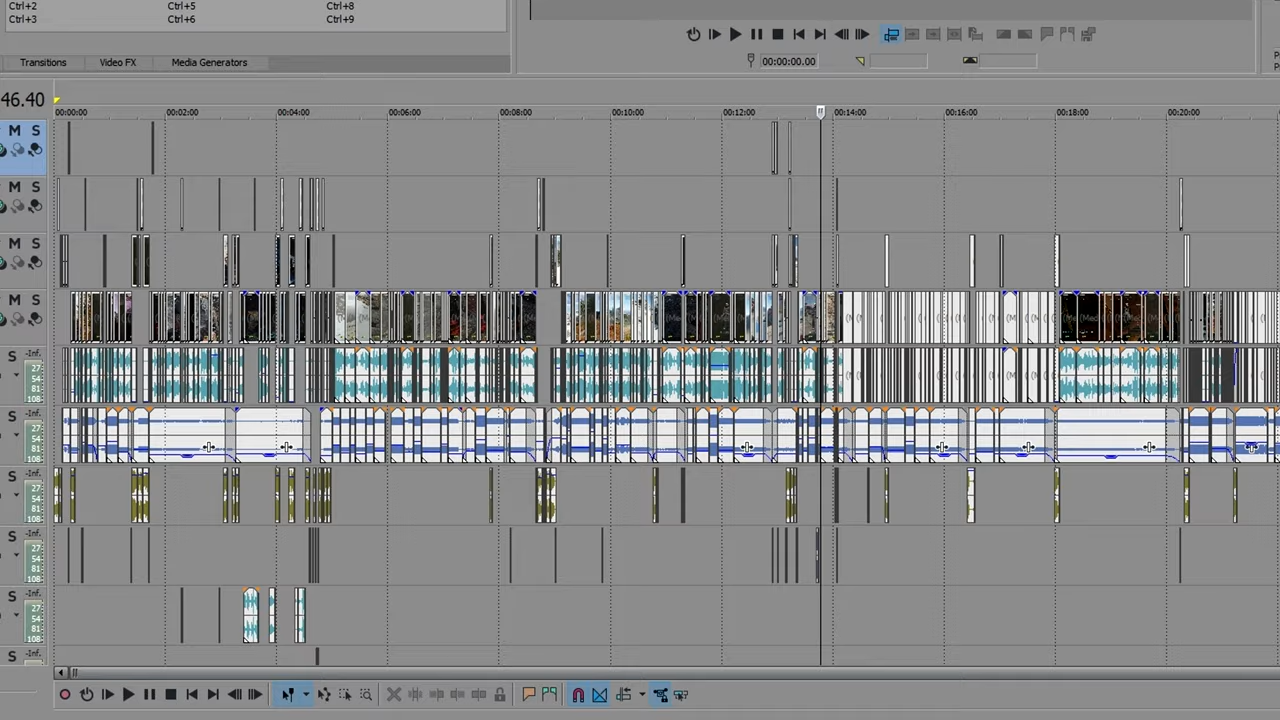 Ctrl+2 Ctrl+5 Ctrl+8
Ctrl+3 Ctrl+6 Ctrl+9
Transitions Video FX Media Generators
00:00:00.00
46.40
00:00:00 00:02:00 00:04:00 00:06:00 00:08:00 00:10:00 00:12:00 00:14:00 00:16:00 00:18:00 00:20:00
M S
M S
M S
M S
S -Inf.
27
54
81
108
S -Inf.
27
54
81
108
S -Inf.
27
54
81
108
S -Inf.
27
54
81
108
S -Inf.
27
54
81
108
S -Inf.